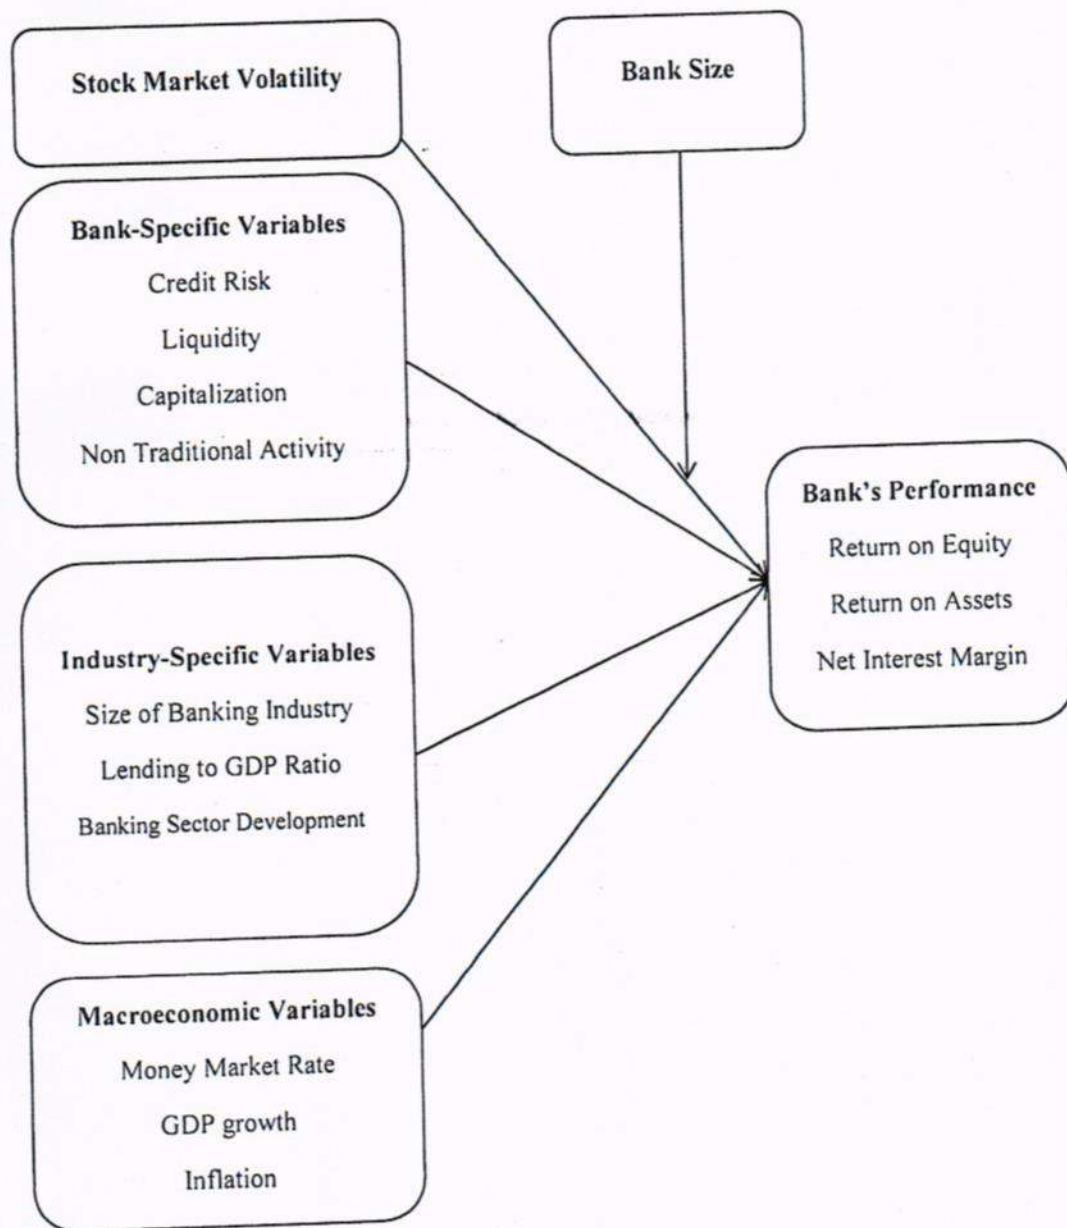 Stock Market Volatility
Bank Size
Bank-Specific Variables
Credit Risk
Liquidity
Capitalization
Non Traditional Activity
Bank's Performance
Return on Equity
Return on Assets
Net Interest Margin
Industry-Specific Variables
Size of Banking Industry
Lending to GDP Ratio
Banking Sector Development
Macroeconomic Variables
Money Market Rate
GDP growth
Inflation